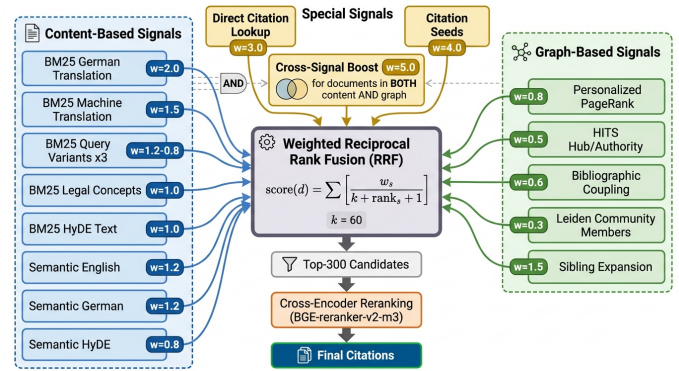 Content-Based Signals
BM25 German
Translation
w=2.0
BM25 Machine
Translation
w=1.5
BM25 Query
Variants x3
w=1.2-0.8
BM25 Legal Concepts
w=1.0
BM25 HyDE Text
w=1.0
Semantic English
w=1.2
Semantic German
w=1.2
Semantic HyDE
w=0.8
Special Signals
Direct Citation
Lookup
w=3.0
Citation
Seeds
w=4.0
AND
Cross-Signal Boost
w=5.0
for documents in BOTH
content AND graph
Weighted Reciprocal
Rank Fusion (RRF)
score(d) = ∑ [ w_s / (k + rank_s + 1) ]
k = 60
Top-300 Candidates
Cross-Encoder Reranking
(BGE-reranker-v2-m3)
Final Citations
Graph-Based Signals
w=0.8
Personalized
PageRank
w=0.5
HITS
Hub/Authority
w=0.6
Bibliographic
Coupling
w=0.3
Leiden Community
Members
w=1.5
Sibling Expansion